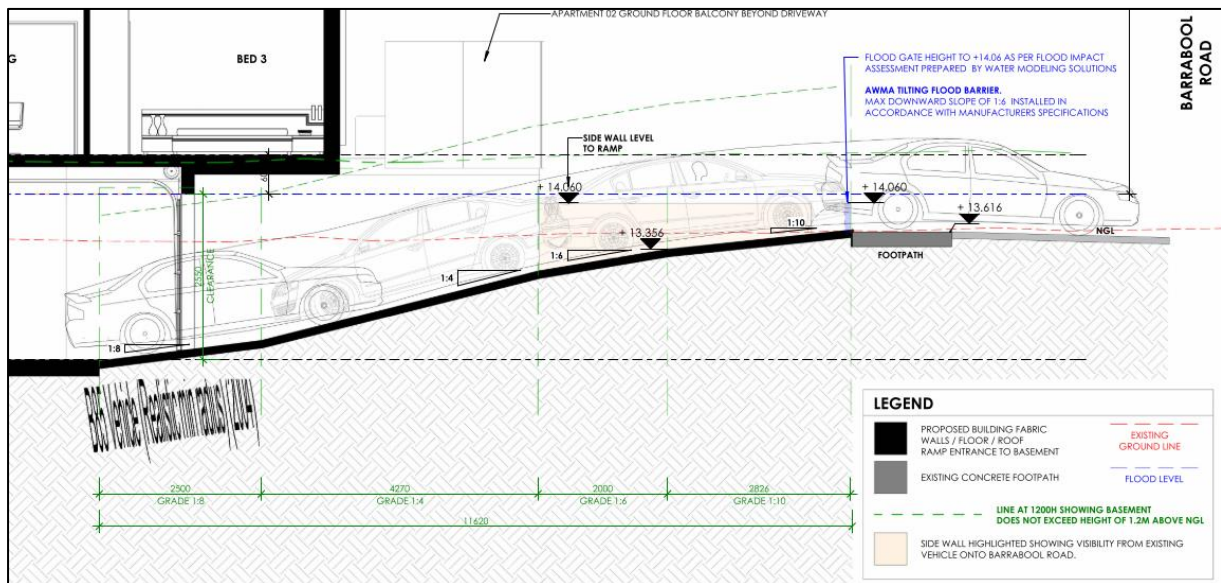 APARTMENT 02 GROUND FLOOR BALCONY BEYOND DRIVEWAY
G
BED 3
BARRABOOL
ROAD
FLOOD GATE HEIGHT TO +14.06 AS PER FLOOD IMPACT
ASSESSMENT PREPARED BY WATER MODELING SOLUTIONS
AWMA TILTING FLOOD BARRIER.
MAX DOWNWARD SLOPE OF 1:6 INSTALLED IN
ACCORDANCE WITH MANUFACTURERS SPECIFICATIONS
SIDE WALL LEVEL
TO RAMP
+ 14.060
+ 14.060
+ 13.616
+ 13.356
1:10
NGL
1:6
FOOTPATH
1:4
2550
CLEARANCE
1:8
2500
4270
2000
2826
GRADE 1:8
GRADE 1:4
GRADE 1:6
GRADE 1:10
11620
LEGEND
PROPOSED BUILDING FABRIC
WALLS / FLOOR / ROOF
RAMP ENTRANCE TO BASEMENT
EXISTING
GROUND LINE
EXISTING CONCRETE FOOTPATH
FLOOD LEVEL
LINE AT 1200H SHOWING BASEMENT
DOES NOT EXCEED HEIGHT OF 1.2M ABOVE NGL
SIDE WALL HIGHLIGHTED SHOWING VISIBILITY FROM EXISTING
VEHICLE ONTO BARRABOOL ROAD.